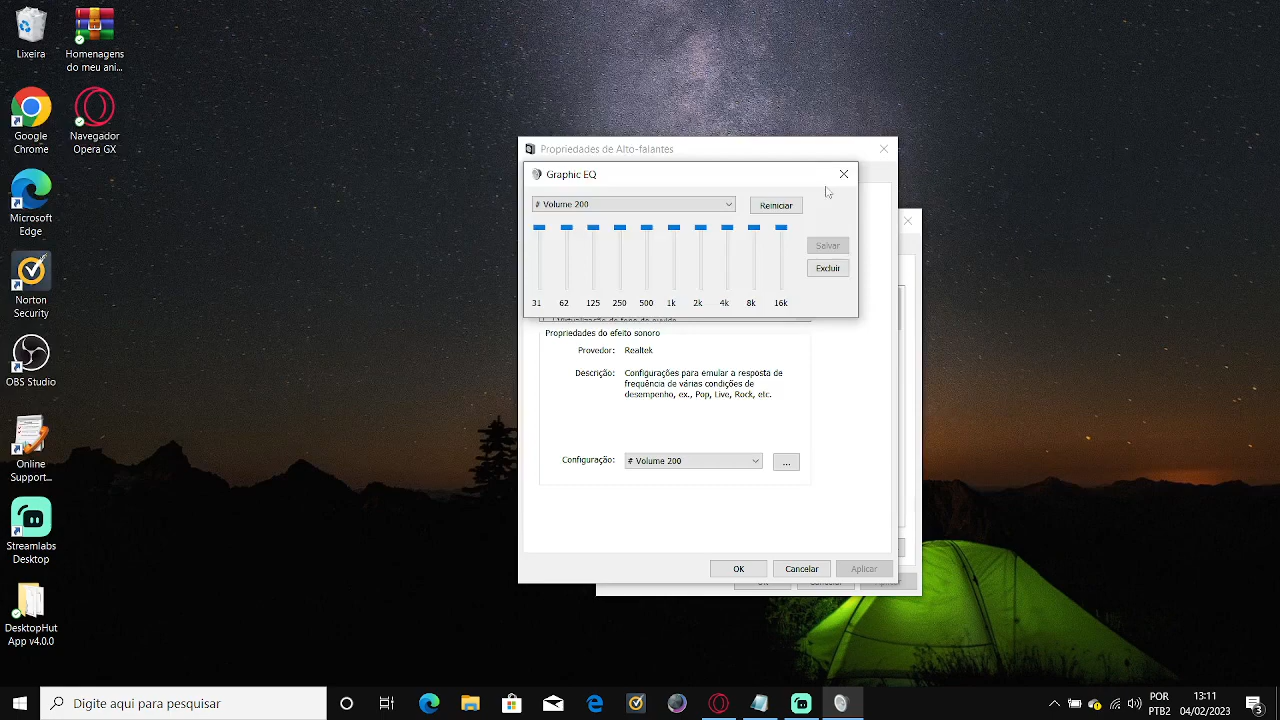 Lixeira
Homenagens
do meu ani...
Google
Chrome
Navegador
Opera GX
Microsoft
Edge
Norton
Security
OBS Studio
Online
Support...
Streamlabs
Desktop
DesktopHut
App v4.0.0
Propriedades de Alto-falantes
Graphic EQ
# Volume 200
Reiniciar
Salvar
Excluir
31 62 125 250 500 1k 2k 4k 8k 16k
Propriedades do efeito sonoro
Provedor: Realtek
Descrição: Configurações para emular a resposta de
frequência de várias condições de
desempenho, ex., Pop, Live, Rock, etc.
Configuração: # Volume 200 ...
OK Cancelar Aplicar
Digite aqui para pesquisar
POR
PTB2
13:11
04/02/2023
3